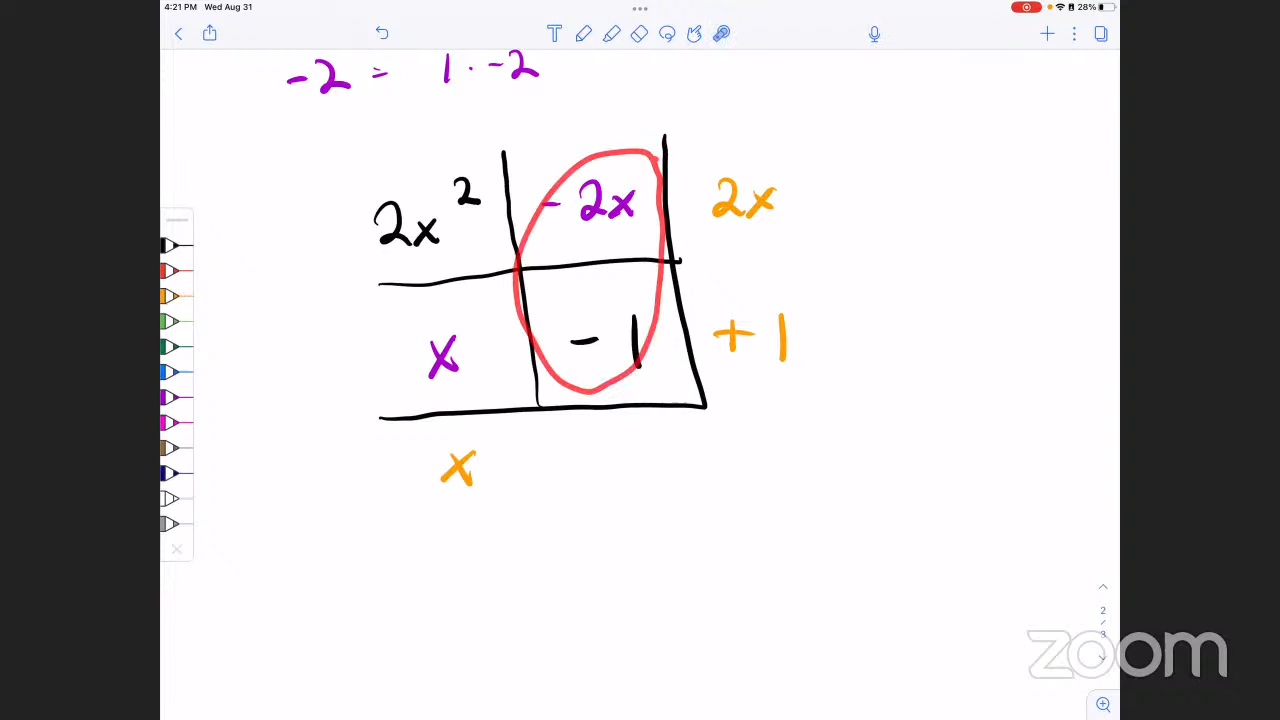 4:21 PM Wed Aug 31
28%
T
-2 = 1 · -2
2x² - 2x 2x
x - 1 + 1
x
2
/
3
zoom